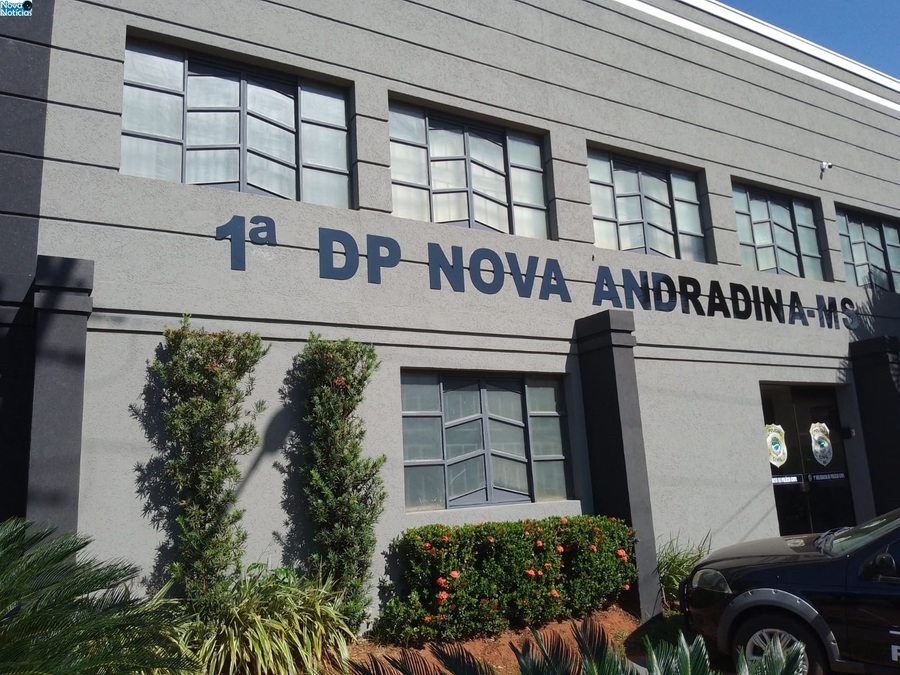 Nova
Notícias
1ª DP NOVA ANDRADINA-MS